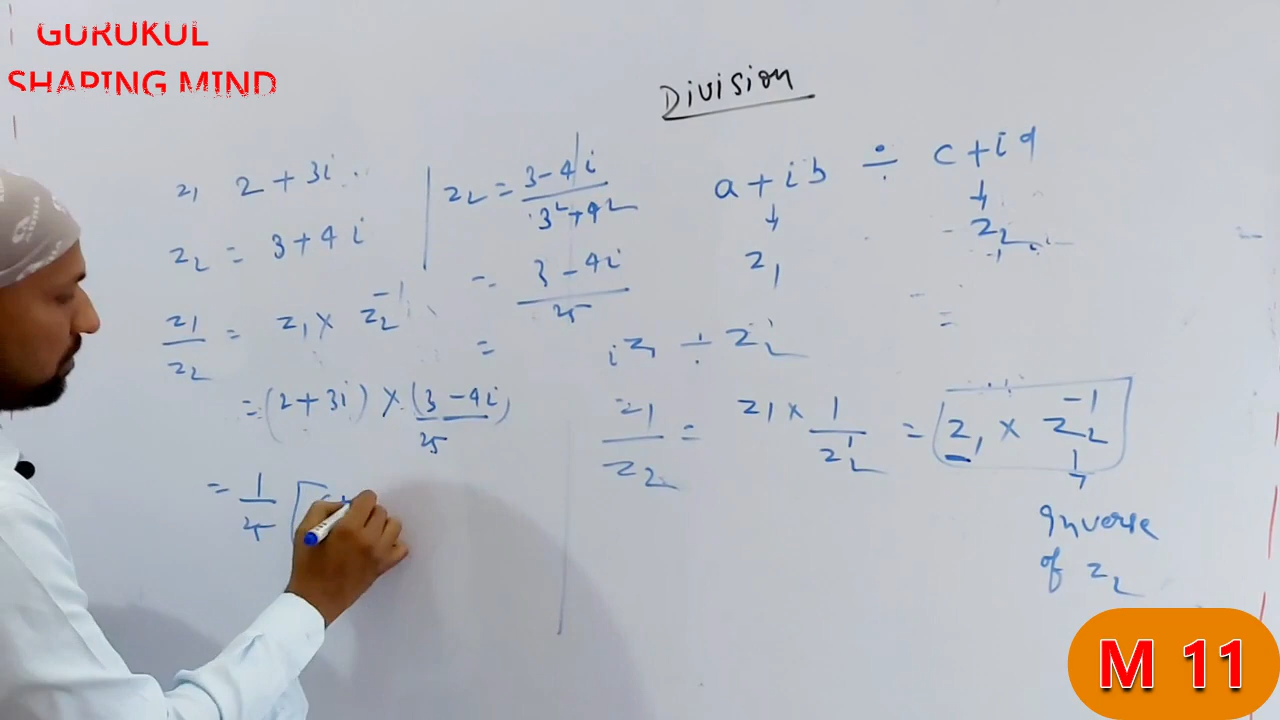 GURUKUL
SHAPING MIND
Division
z₁ 2 + 3i
z₂ = 3 + 4i
z₁/z₂ = z₁ × z₂⁻¹
= (2 + 3i) × (3 - 4i)/25
= 1/25 [
z₂ = (3 - 4i)/(3² + 4²)
= (3 - 4i)/25
=
a + ib ÷ c + id
↓ ↓
z₁ z₂
=
z₁ ÷ z₂
z₁/z₂ = z₁ × 1/z₂ = z₁ × z₂⁻¹
↓
Inverse
of z₂
M 11